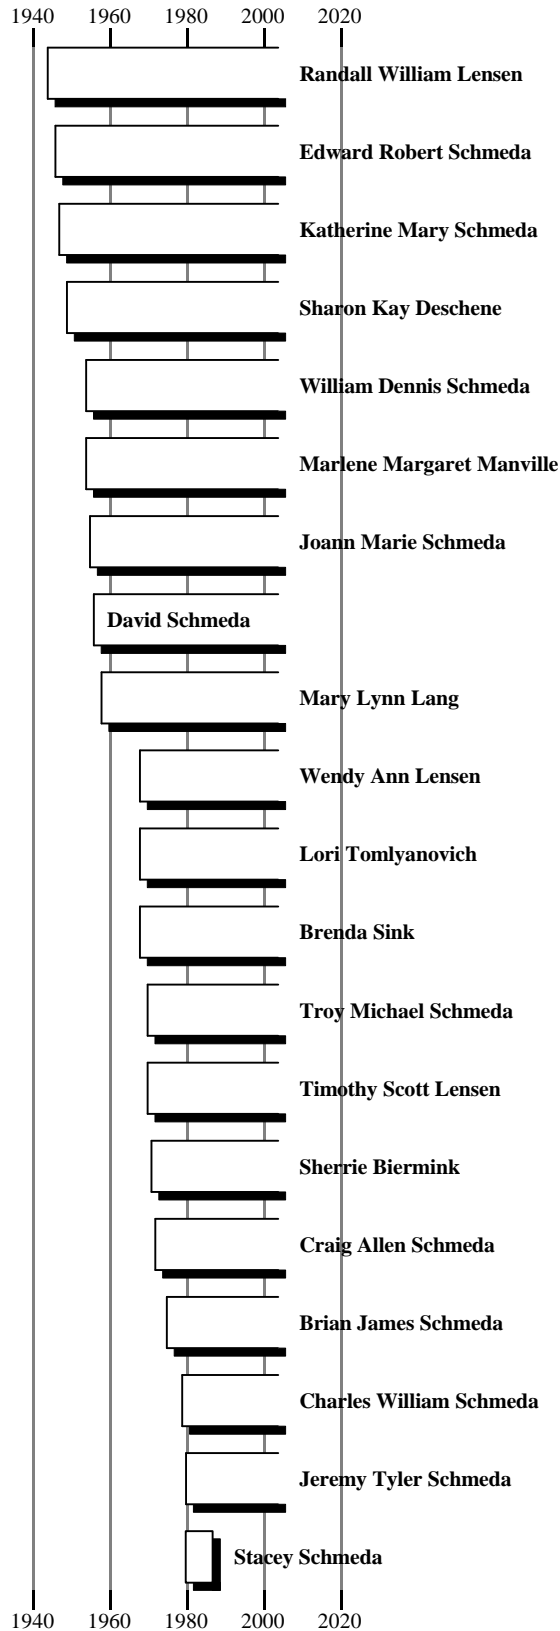 1940 1960 1980 2000 2020
Randall William Lensen
Edward Robert Schmeda
Katherine Mary Schmeda
Sharon Kay Deschene
William Dennis Schmeda
Marlene Margaret Manville
Joann Marie Schmeda
David Schmeda
Mary Lynn Lang
Wendy Ann Lensen
Lori Tomlyanovich
Brenda Sink
Troy Michael Schmeda
Timothy Scott Lensen
Sherrie Biermink
Craig Allen Schmeda
Brian James Schmeda
Charles William Schmeda
Jeremy Tyler Schmeda
Stacey Schmeda
1940 1960 1980 2000 2020